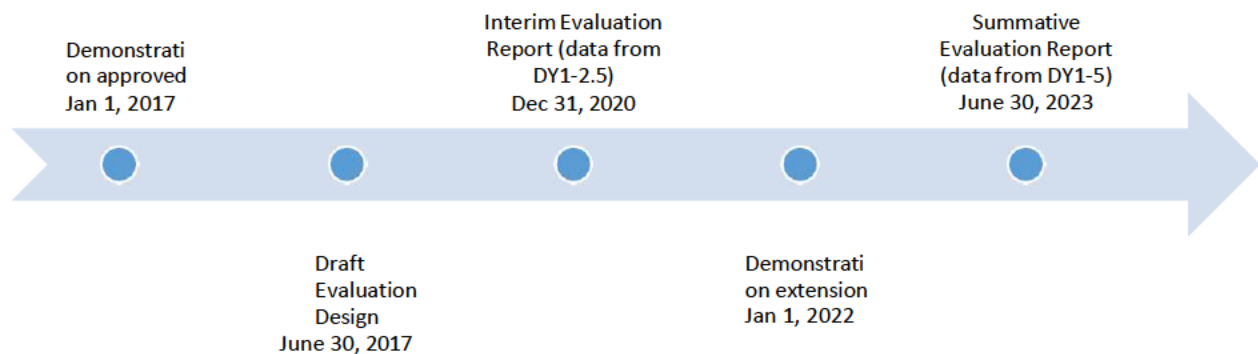 Demonstrati
on approved
Jan 1, 2017
Draft
Evaluation
Design
June 30, 2017
Interim Evaluation
Report (data from
DY1-2.5)
Dec 31, 2020
Demonstrati
on extension
Jan 1, 2022
Summative
Evaluation Report
(data from DY1-5)
June 30, 2023